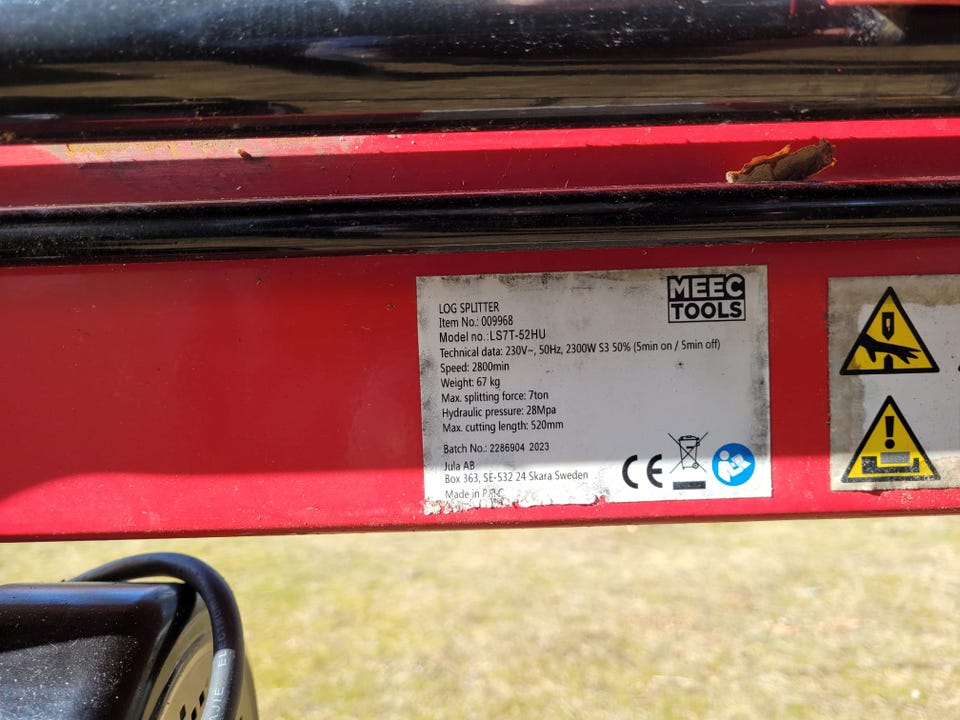 MEEC
TOOLS
LOG SPLITTER
Item No.: 009968
Model no.:LS7T-52HU
Technical data: 230V~, 50Hz, 2300W S3 50% (5min on / 5min off)
Speed: 2800min
Weight: 67 kg
Max. splitting force: 7ton
Hydraulic pressure: 28Mpa
Max. cutting length: 520mm
Batch No.: 2286904 2023
Jula AB
Box 363, SE-532 24 Skara Sweden
Made in
CE